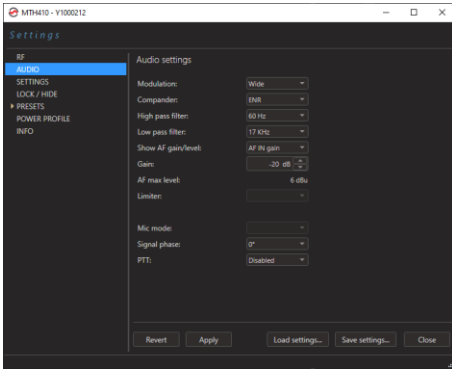 MTH410 - Y1000212
Settings
RF
AUDIO
SETTINGS
LOCK / HIDE
PRESETS
POWER PROFILE
INFO
Audio settings
Modulation: Wide
Compander: ENR
High pass filter: 60 Hz
Low pass filter: 17 KHz
Show AF gain/level: AF IN gain
Gain: -20 dB
AF max level: 6 dBu
Limiter:
Mic mode:
Signal phase: 0°
PTT: Disabled
Revert Apply Load settings... Save settings... Close